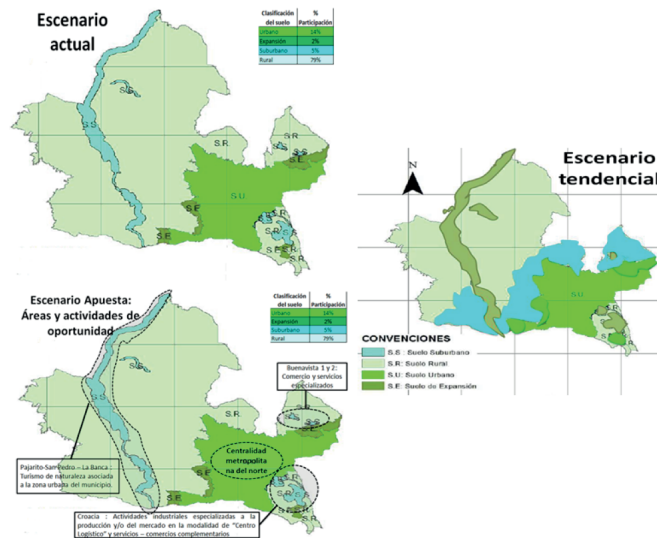 Escenario
actual
Clasificación
del suelo
%
Participación
Urbano 14%
Expansión 2%
Suburbano 5%
Rural 79%
S.S
S.S
S.R
S.R
S.E
S.U
S.E
S.E
S.R
S.R
Escenario
tendencial
N
S.U
CONVENCIONES
S.S : Suelo Suburbano
S.R: Suelo Rural
S.U: Suelo Urbano
S.E: Suelo de Expansión
Escenario Apuesta:
Áreas y actividades de
oportunidad
Clasificación
del suelo
%
Participación
Urbano 14%
Expansión 2%
Suburbano 5%
Rural 79%
Buenavista 1 y 2:
Comercio y servicios
especializados
S.S
S.R
S.E
Centralidad
metropolita
na del norte
S.E
S.E
S.R
Pajarito-San Pedro – La Banca :
Turismo de naturaleza asociada
a la zona urbana del municipio.
Croacia : Actividades industriales especializadas a la
producción y/o del mercado en la modalidad de "Centro
Logístico" y servicios – comercios complementarios